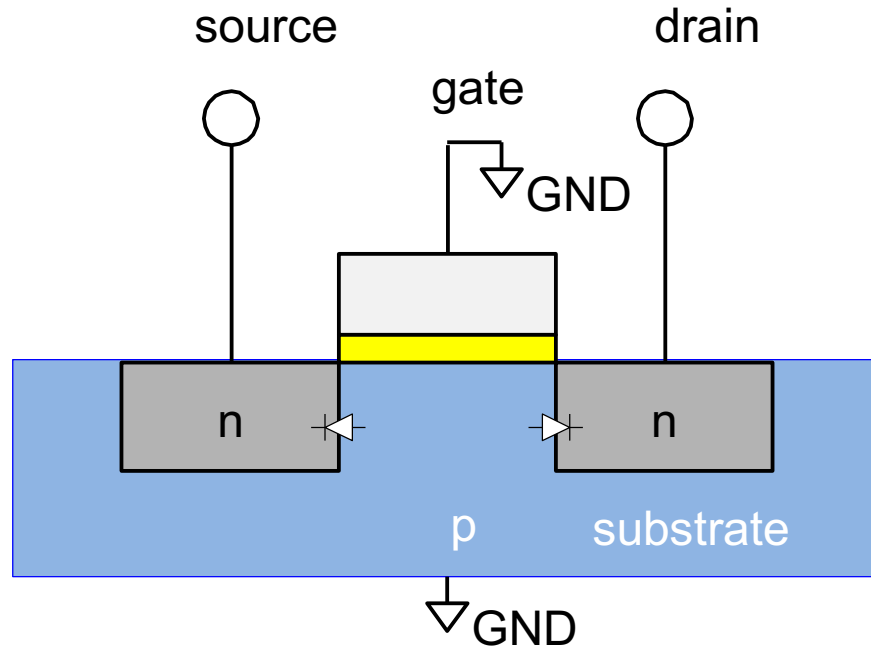 source
drain
gate
GND
n
n
p
substrate
GND